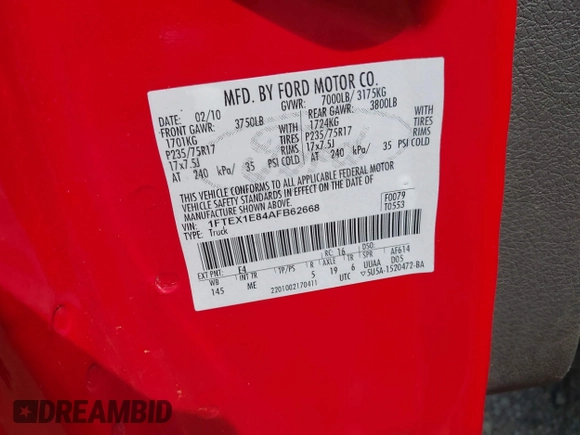 MFD. BY FORD MOTOR CO.
DATE: 02/10 GVWR: 7000LB/ 3175KG
FRONT GAWR: 3750LB REAR GAWR: 3800LB
1701KG WITH 1724KG WITH
P235/75R17 TIRES P235/75R17 TIRES
17x7.5J RIMS 17x7.5J RIMS
AT 240 kPa/ 35 PSI COLD AT 240 kPa/ 35 PSI COLD
THIS VEHICLE CONFORMS TO ALL APPLICABLE FEDERAL MOTOR
VEHICLE SAFETY STANDARDS IN EFFECT ON THE DATE OF
MANUFACTURE SHOWN ABOVE.
VIN: 1FTEX1E84AFB62668 F0079
TYPE: Truck T0553
EXT PNT: E4 RC: 16 DSO: AF614
WB INT TR TP/PS R AXLE TR SPR D05
145 ME 5 19 6 UUAA
2201002170411 UTC 5U5A-1520472-BA
DREAMBID